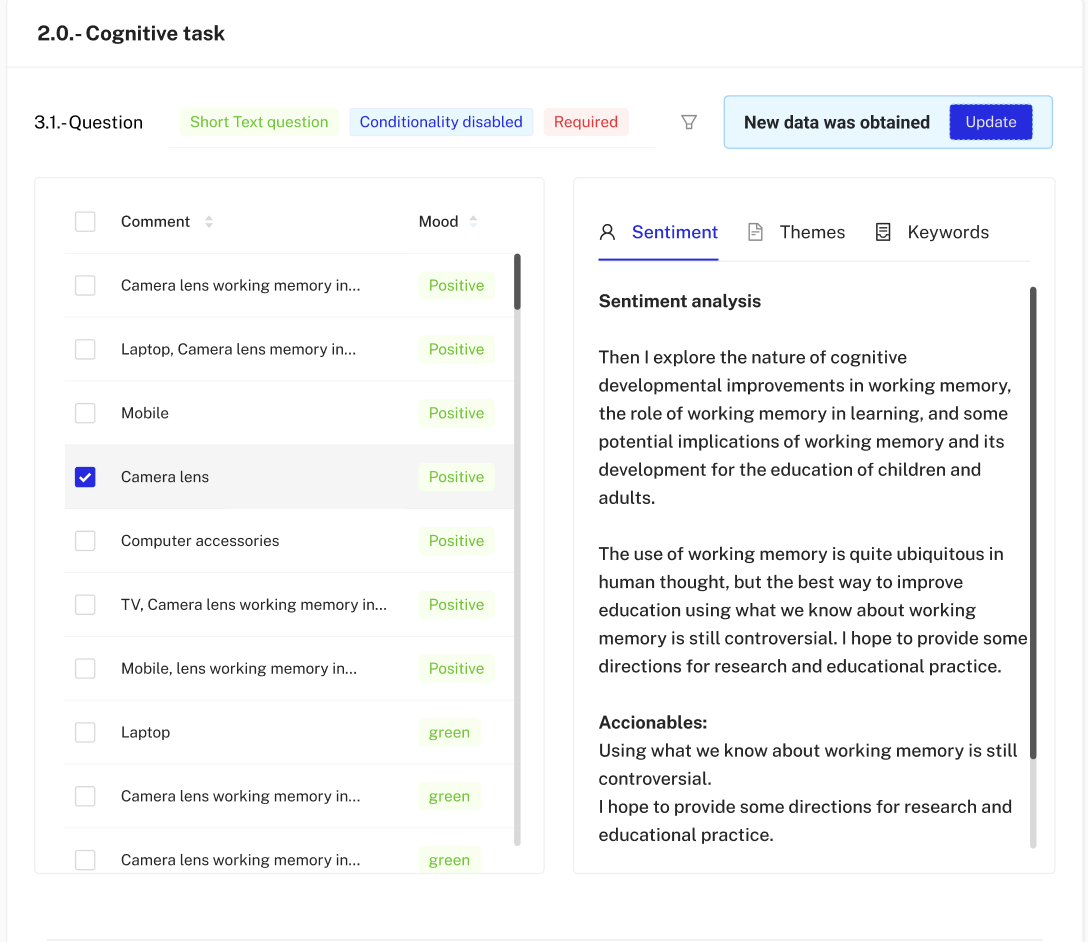 2.0.- Cognitive task
3.1.-Question Short Text question Conditionality disabled Required New data was obtained Update
Comment Mood
Camera lens working memory in... Positive
Laptop, Camera lens memory in... Positive
Mobile Positive
Camera lens Positive
Computer accessories Positive
TV, Camera lens working memory in... Positive
Mobile, lens working memory in... Positive
Laptop green
Camera lens working memory in... green
Camera lens working memory in... green
Sentiment Themes Keywords
Sentiment analysis
Then I explore the nature of cognitive
developmental improvements in working memory,
the role of working memory in learning, and some
potential implications of working memory and its
development for the education of children and
adults.
The use of working memory is quite ubiquitous in
human thought, but the best way to improve
education using what we know about working
memory is still controversial. I hope to provide some
directions for research and educational practice.
Accionables:
Using what we know about working memory is still
controversial.
I hope to provide some directions for research and
educational practice.